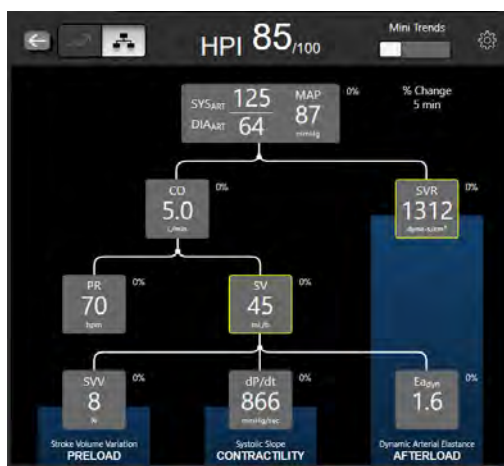 HPI 85/100
Mini Trends
SYSART 125
DIAART 64
MAP
87
mmHg
0%
% Change
5 min
CO
5.0
L/min
0%
SVR
1312
dyne-s/cm⁵
0%
PR
70
bpm
0%
SV
45
mL/b
0%
SVV
8
%
0%
dP/dt
866
mmHg/sec
0%
Eadyn
1.6
0%
Stroke Volume Variation
PRELOAD
Systolic Slope
CONTRACTILITY
Dynamic Arterial Elastance
AFTERLOAD